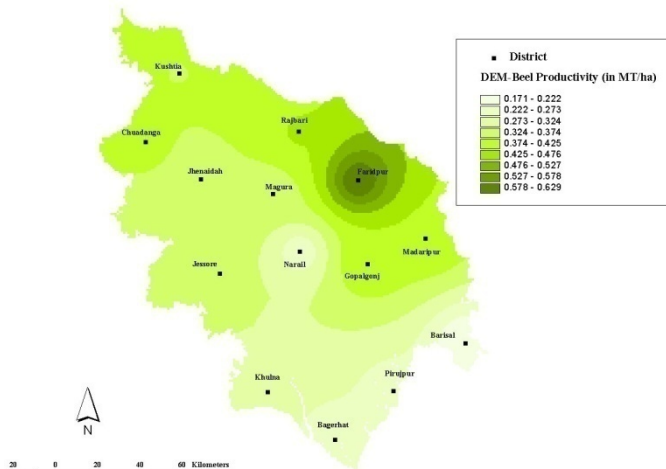 Kushtia
District
DEM-Beel Productivity (in MT/ha)
0.171 - 0.222
0.222 - 0.273
0.273 - 0.324
0.324 - 0.374
0.374 - 0.425
0.425 - 0.476
0.476 - 0.527
0.527 - 0.578
0.578 - 0.629
Rajbari
Chuadanga
Jhenaidah
Faridpur
Magura
Narail
Madaripur
Gopalgenj
Jessore
Barisal
Khulna
Pirujpur
Bagerhat
N
20 0 20 40 60 Kilometers